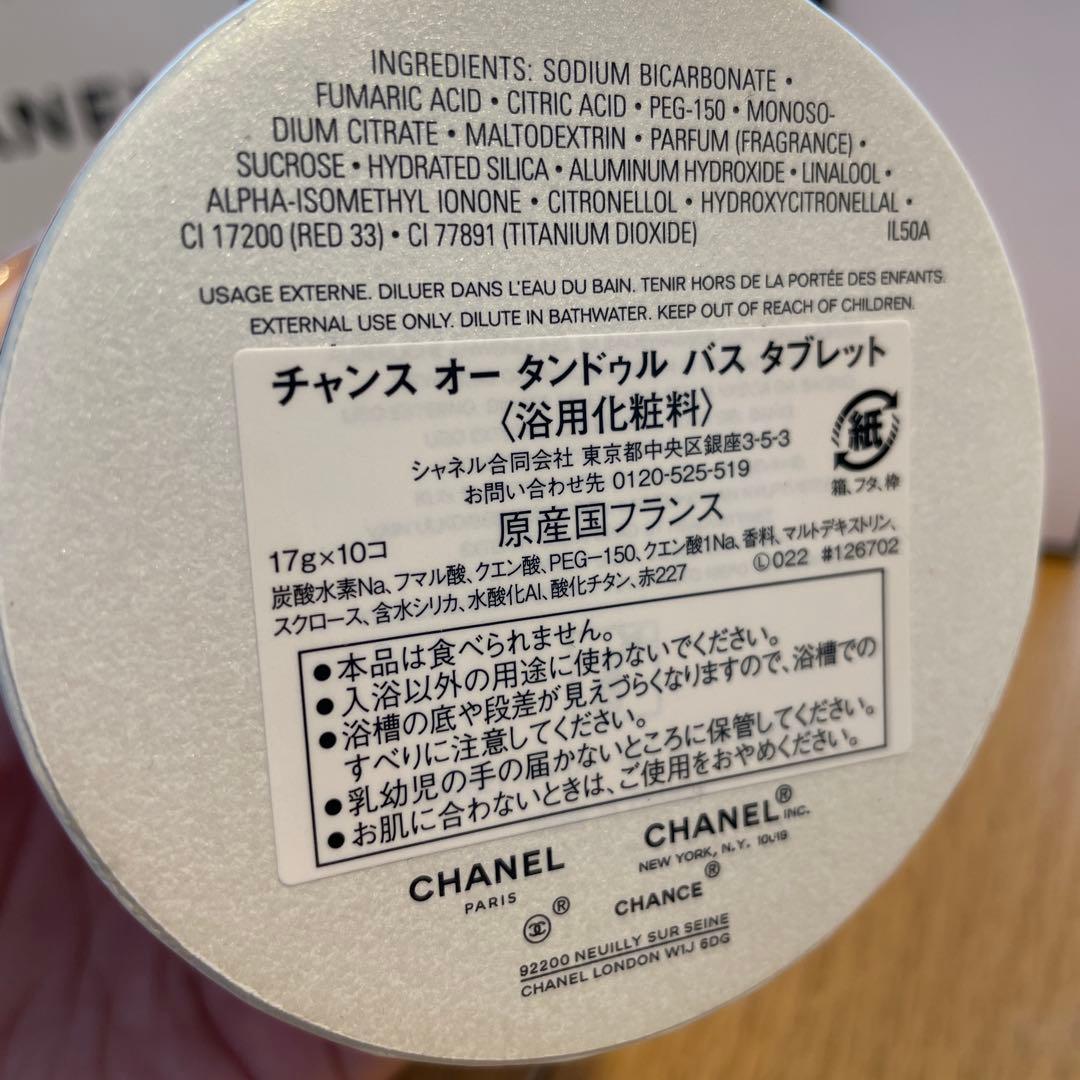 ANE
INGREDIENTS: SODIUM BICARBONATE •
FUMARIC ACID • CITRIC ACID • PEG-150 • MONOSO-
DIUM CITRATE • MALTODEXTRIN • PARFUM (FRAGRANCE) •
SUCROSE • HYDRATED SILICA • ALUMINUM HYDROXIDE • LINALOOL •
ALPHA-ISOMETHYL IONONE • CITRONELLOL • HYDROXYCITRONELLAL •
CI 17200 (RED 33) • CI 77891 (TITANIUM DIOXIDE) IL50A
USAGE EXTERNE. DILUER DANS L'EAU DU BAIN. TENIR HORS DE LA PORTÉE DES ENFANTS.
EXTERNAL USE ONLY. DILUTE IN BATHWATER. KEEP OUT OF REACH OF CHILDREN.
チャンス オー タンドゥル バス タブレット
〈浴用化粧料〉
シャネル合同会社 東京都中央区銀座3-5-3
お問い合わせ先 0120-525-519
紙
箱、フタ、枠
原産国フランス
17g×10コ Ⓛ022 #126702
炭酸水素Na、フマル酸、クエン酸、PEG-150、クエン酸1Na、香料、マルトデキストリン、
スクロース、含水シリカ、水酸化Al、酸化チタン、赤227
●本品は食べられません。
●入浴以外の用途に使わないでください。
●浴槽の底や段差が見えづらくなりますので、浴槽での
すべりに注意してください。
●乳幼児の手の届かないところに保管してください。
●お肌に合わないときは、ご使用をおやめください。
CHANEL
PARIS
CHANEL® INC.
NEW YORK, N.Y. 10019
®
CHANCE®
92200 NEUILLY SUR SEINE
CHANEL LONDON W1J 6DG